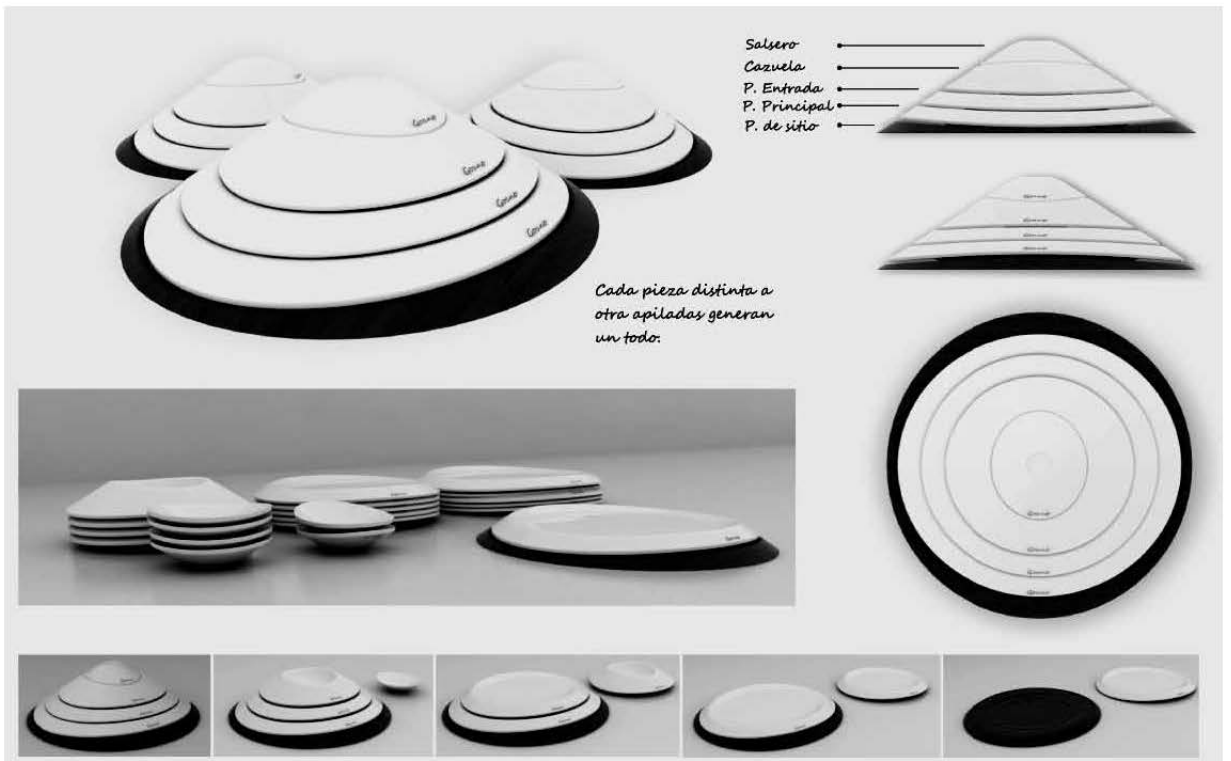 Salsero
Cazuela
P. Entrada
P. Principal
P. de sitio
Cada pieza distinta a
otra apiladas generan
un todo.